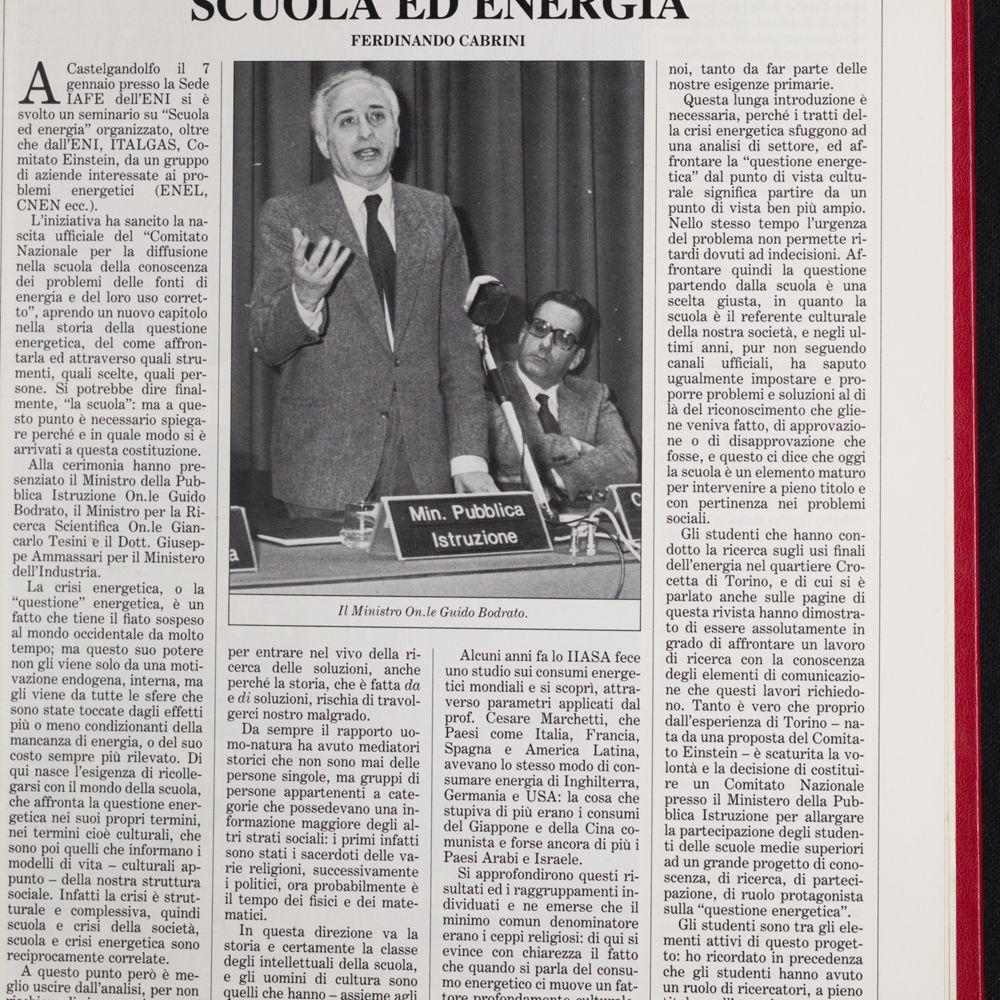 SCUOLA ED ENERGIA
FERDINANDO CABRINI
A Castelgandolfo il 7
gennaio presso la Sede
IAFE dell'ENI si è
svolto un seminario su "Scuola
ed energia" organizzato, oltre
che dall'ENI, ITALGAS, Co-
mitato Einstein, da un gruppo
di aziende interessate ai pro-
blemi energetici (ENEL,
CNEN ecc.).
L'iniziativa ha sancito la na-
scita ufficiale del "Comitato
Nazionale per la diffusione
nella scuola della conoscenza
dei problemi delle fonti di
energia e del loro uso corret-
to", aprendo un nuovo capitolo
nella storia della questione
energetica, del come affron-
tarla ed attraverso quali stru-
menti, quali scelte, quali per-
sone. Si potrebbe dire final-
mente, "la scuola": ma a que-
sto punto è necessario spiega-
re perché e in quale modo si è
arrivati a questa costituzione.
Alla cerimonia hanno pre-
senziato il Ministro della Pub-
blica Istruzione On.le Guido
Bodrato, il Ministro per la Ri-
cerca Scientifica On.le Gian-
carlo Tesini e il Dott. Giusep-
pe Ammassari per il Ministero
dell'Industria.
La crisi energetica, o la
"questione" energetica, è un
fatto che tiene il fiato sospeso
al mondo occidentale da molto
tempo; ma questo suo potere
non gli viene solo da una moti-
vazione endogena, interna, ma
gli viene da tutte le sfere che
sono state toccate dagli effetti
più o meno condizionanti della
mancanza di energia, o del suo
costo sempre più rilevato. Di
qui nasce l'esigenza di ricolle-
garsi con il mondo della scuola,
che affronta la questione ener-
getica nei suoi propri termini,
nei termini cioè culturali, che
sono poi quelli che informano i
modelli di vita – culturali ap-
punto – della nostra struttura
sociale. Infatti la crisi è strut-
turale e complessiva, quindi
scuola e crisi della società,
scuola e crisi energetica sono
reciprocamente correlate.
A questo punto però è me-
glio uscire dall'analisi, per non
a
Min. Pubblica
Istruzione
C
Il Ministro On.le Guido Bodrato.
per entrare nel vivo della ri-
cerca delle soluzioni, anche
perché la storia, che è fatta da
e di soluzioni, rischia di travol-
gerci nostro malgrado.
Da sempre il rapporto uo-
mo-natura ha avuto mediatori
storici che non sono mai delle
persone singole, ma gruppi di
persone appartenenti a cate-
gorie che possedevano una in-
formazione maggiore degli al-
tri strati sociali: i primi infatti
sono stati i sacerdoti delle va-
rie religioni, successivamente
i politici, ora probabilmente è
il tempo dei fisici e dei mate-
matici.
In questa direzione va la
storia e certamente la classe
degli intellettuali della scuola,
e gli uomini di cultura sono
quelli che hanno – assieme agli
Alcuni anni fa lo IIASA fece
uno studio sui consumi energe-
tici mondiali e si scoprì, attra-
verso parametri applicati dal
prof. Cesare Marchetti, che
Paesi come Italia, Francia,
Spagna e America Latina,
avevano lo stesso modo di con-
sumare energia di Inghilterra,
Germania e USA: la cosa che
stupiva di più erano i consumi
del Giappone e della Cina co-
munista e forse ancora di più i
Paesi Arabi e Israele.
Si approfondirono questi ri-
sultati ed i raggruppamenti in-
dividuati e ne emerse che il
minimo comun denominatore
erano i ceppi religiosi: di qui si
evince con chiarezza il fatto
che quando si parla del consu-
mo energetico ci muove un fat-
tore profondamente culturale
noi, tanto da far parte delle
nostre esigenze primarie.
Questa lunga introduzione è
necessaria, perché i tratti del-
la crisi energetica sfuggono ad
una analisi di settore, ed af-
frontare la "questione energe-
tica" dal punto di vista cultu-
rale significa partire da un
punto di vista ben più ampio.
Nello stesso tempo l'urgenza
del problema non permette ri-
tardi dovuti ad indecisioni. Af-
frontare quindi la questione
partendo dalla scuola è una
scelta giusta, in quanto la
scuola è il referente culturale
della nostra società, e negli ul-
timi anni, pur non seguendo
canali ufficiali, ha saputo
ugualmente impostare e pro-
porre problemi e soluzioni al di
là del riconoscimento che glie-
ne veniva fatto, di approvazio-
ne o di disapprovazione che
fosse, e questo ci dice che oggi
la scuola è un elemento maturo
per intervenire a pieno titolo e
con pertinenza nei problemi
sociali.
Gli studenti che hanno con-
dotto la ricerca sugli usi finali
dell'energia nel quartiere Cro-
cetta di Torino, e di cui si è
parlato anche sulle pagine di
questa rivista hanno dimostra-
to di essere assolutamente in
grado di affrontare un lavoro
di ricerca con la conoscenza
degli elementi di comunicazio-
ne che questi lavori richiedo-
no. Tanto è vero che proprio
dall'esperienza di Torino – na-
ta da una proposta del Comita-
to Einstein – è scaturita la vo-
lontà e la decisione di costitui-
re un Comitato Nazionale
presso il Ministero della Pub-
blica Istruzione per allargare
la partecipazione degli studen-
ti delle scuole medie superiori
ad un grande progetto di cono-
scenza, di ricerca, di parteci-
pazione, di ruolo protagonista
sulla "questione energetica".
Gli studenti sono tra gli ele-
menti attivi di questo proget-
to: ho ricordato in precedenza
che gli studenti hanno avuto
un ruolo di ricercatori, a pieno